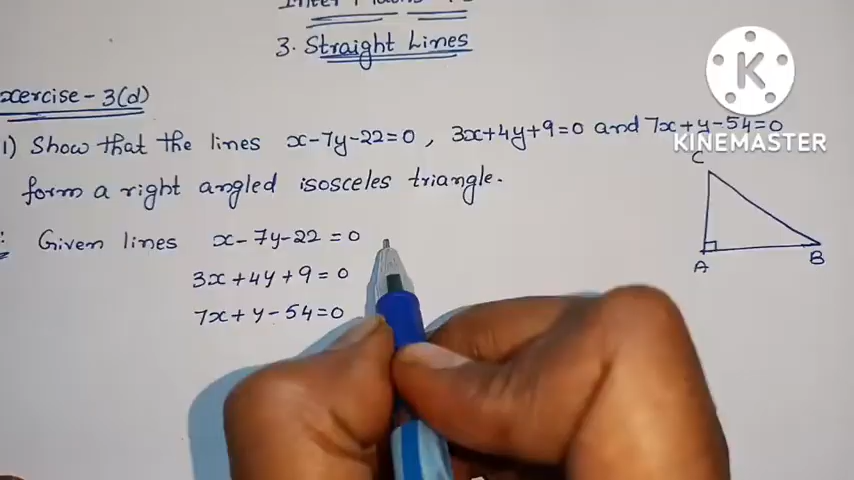 3. Straight Lines
xercise - 3(d)
1) Show that the lines x-7y-22=0, 3x+4y+9=0 and 7x+y-54=0
form a right angled isosceles triangle.
: Given lines x-7y-22=0
3x+4y+9=0
7x+y-54=0
K
KINEMASTER
C
A B